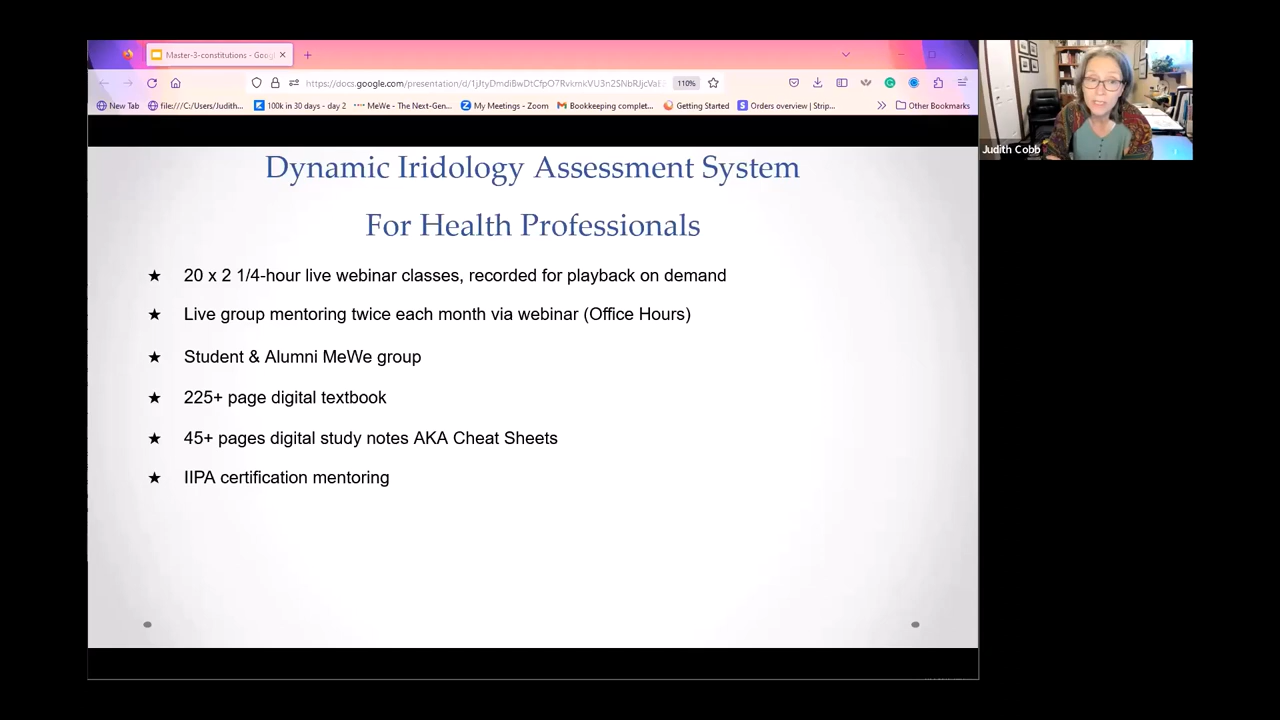 Master-3-constitutions - Goog
https://docs.google.com/presentation/d/
110%
New Tab
file:///C:/Users/Judith...
100k in 30 days - day 2
MeWe - The Next-Gen...
My Meetings - Zoom
Bookkeeping complet...
Getting Started
Orders overview | Strip...
Other Bookmarks
Judith Cobb
Dynamic Iridology Assessment System
For Health Professionals
★ 20 x 2 1/4-hour live webinar classes, recorded for playback on demand
★ Live group mentoring twice each month via webinar (Office Hours)
★ Student & Alumni MeWe group
★ 225+ page digital textbook
★ 45+ pages digital study notes AKA Cheat Sheets
★ IIPA certification mentoring